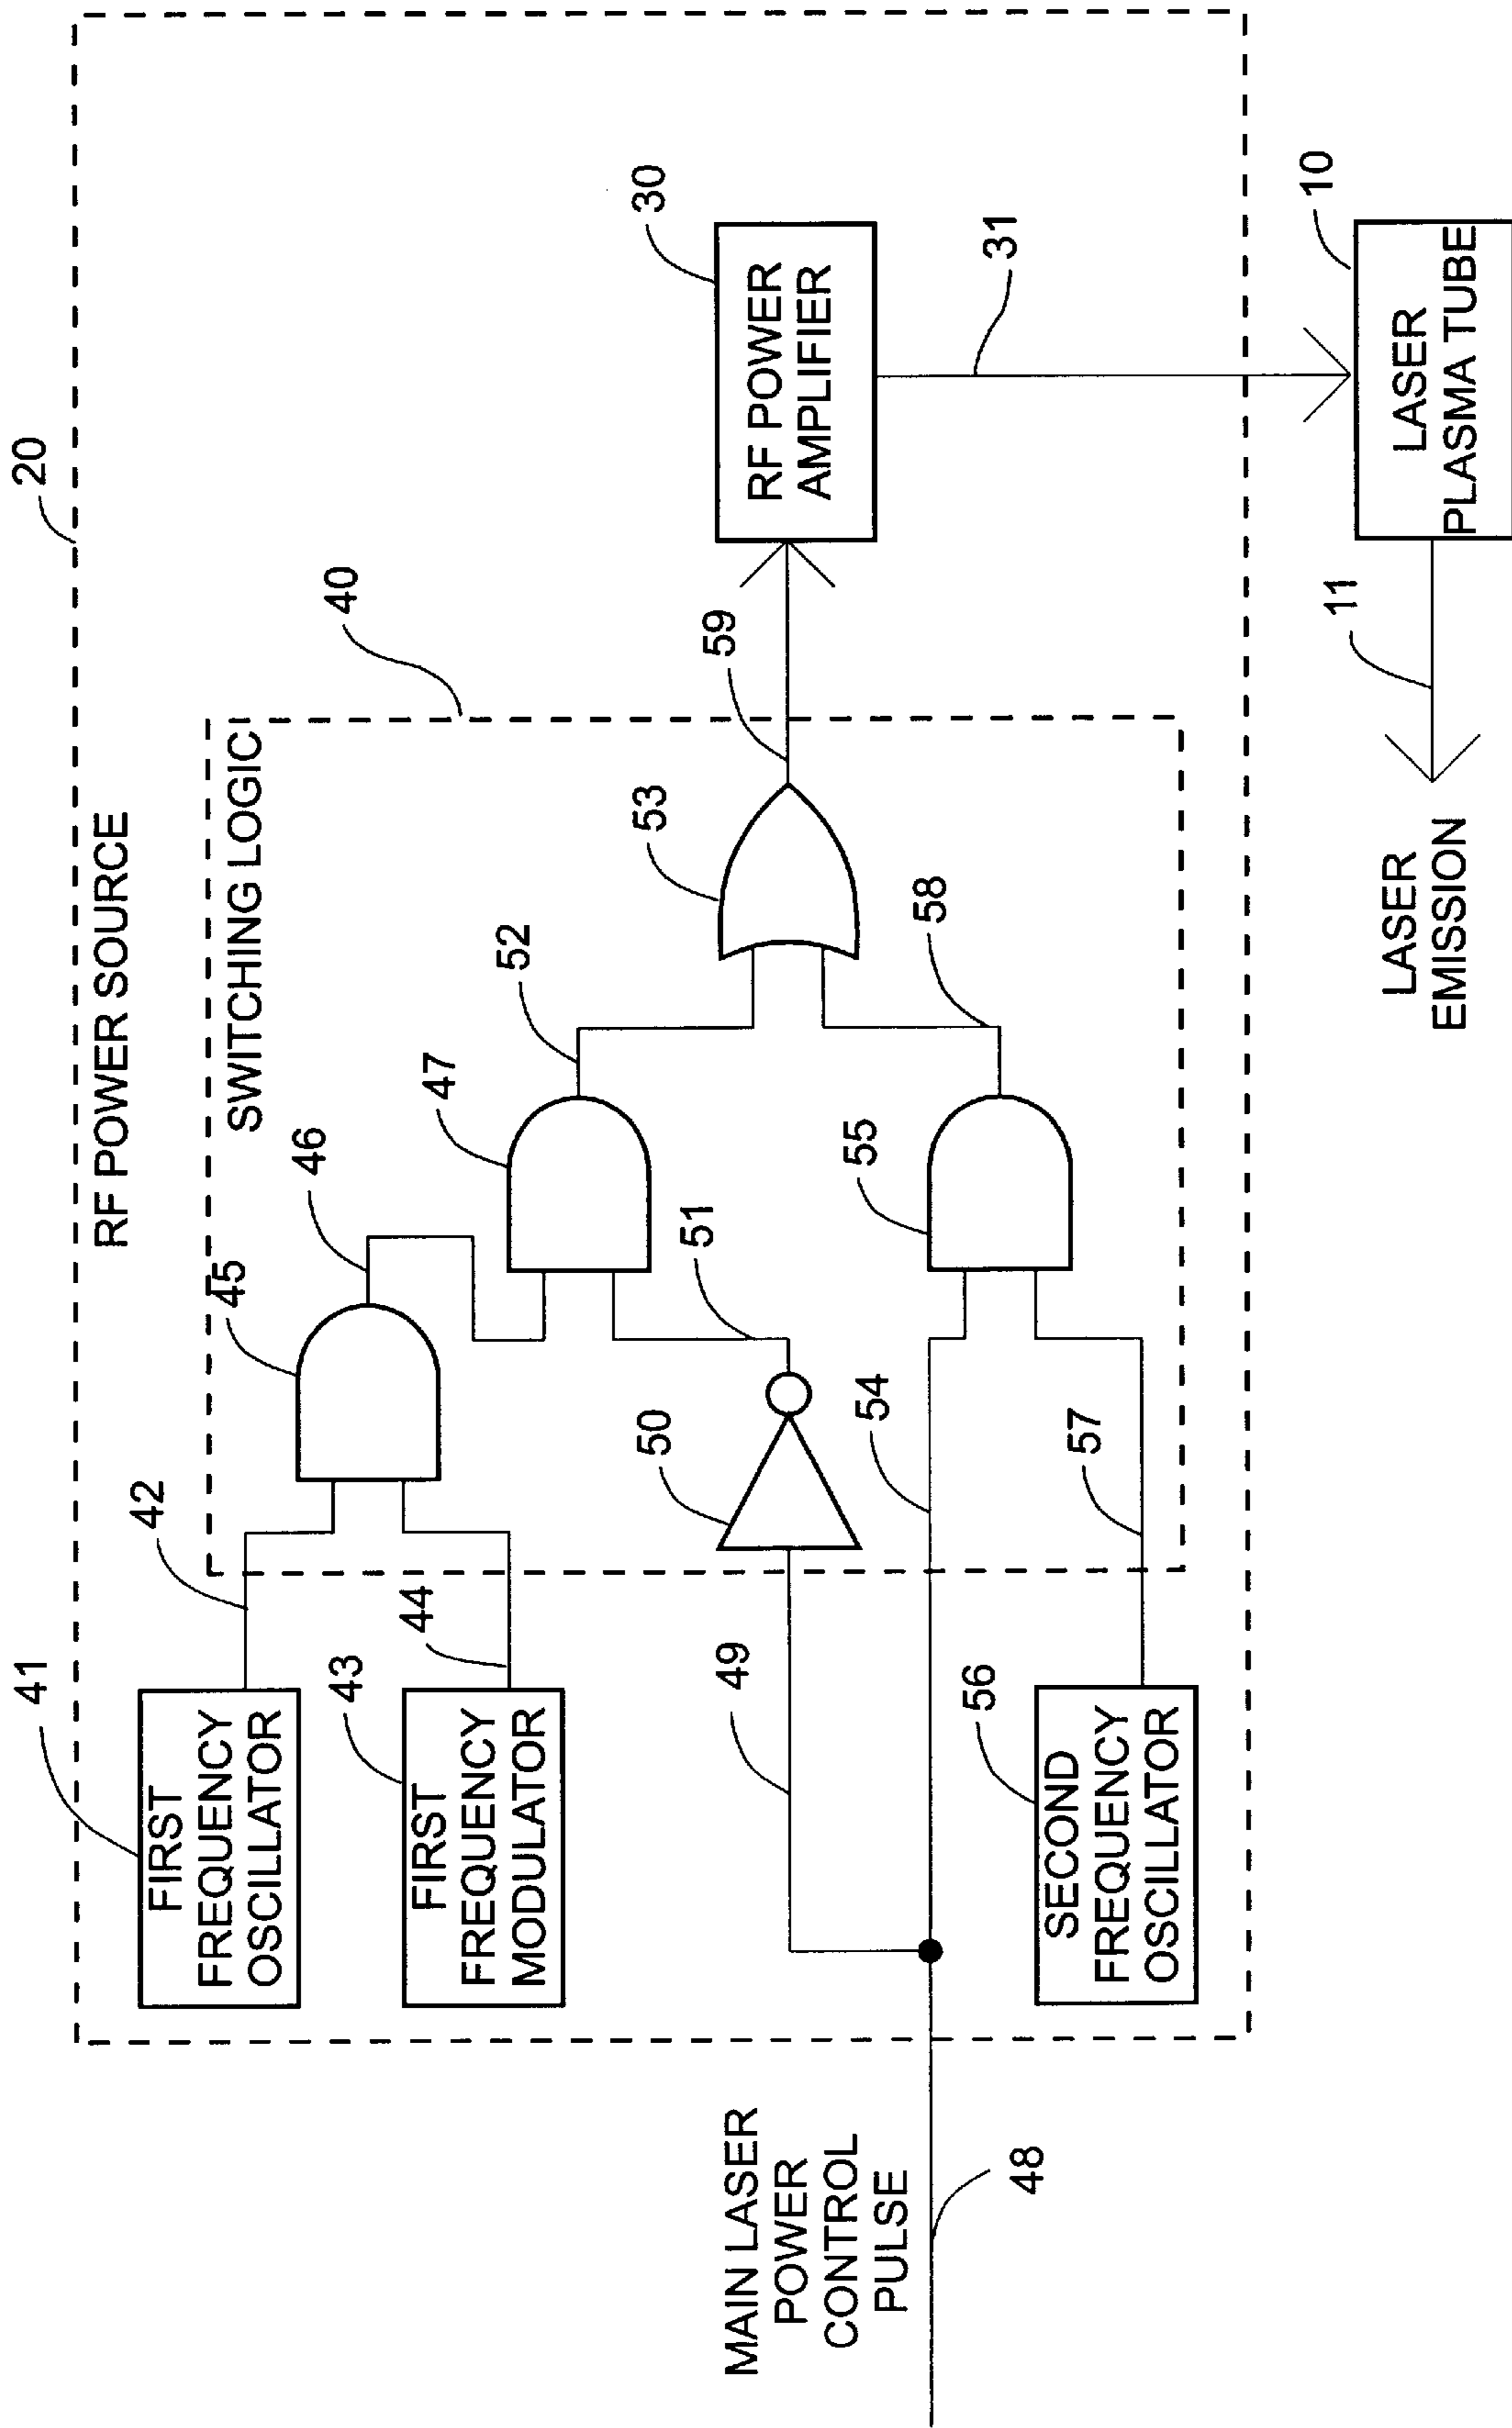 20
RF POWER SOURCE
40
SWITCHING LOGIC
41
FIRST
FREQUENCY
OSCILLATOR
42
43
FIRST
FREQUENCY
MODULATOR
44
45
46
47
52
53
59
30
RF POWER
AMPLIFIER
31
49
50
51
54
55
58
MAIN LASER
POWER
CONTROL
PULSE
48
56
SECOND
FREQUENCY
OSCILLATOR
57
10
LASER
PLASMA TUBE
11
LASER
EMISSION